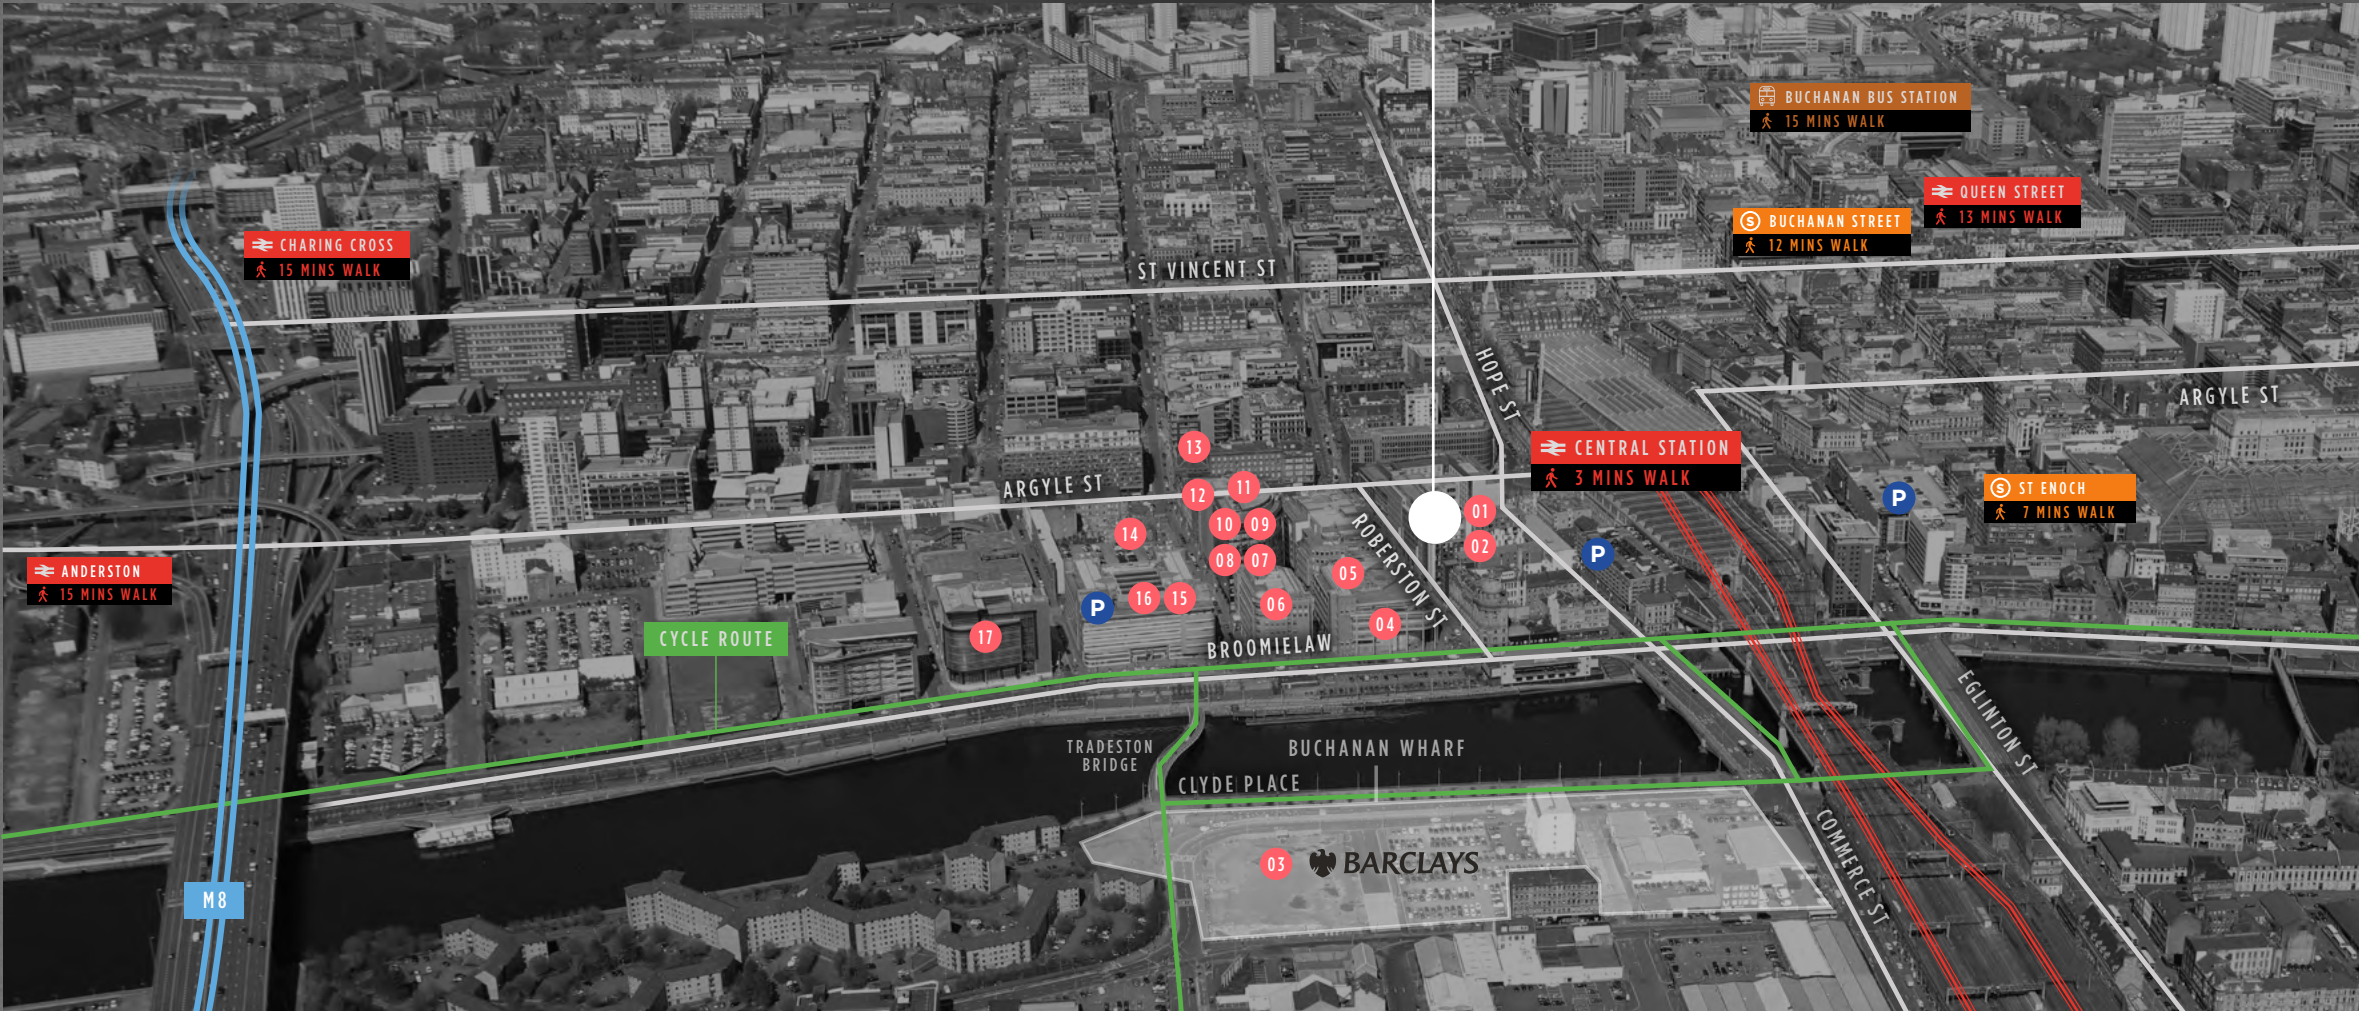 BUCHANAN BUS STATION
15 MINS WALK
QUEEN STREET
13 MINS WALK
S BUCHANAN STREET
12 MINS WALK
CHARING CROSS
15 MINS WALK
ST VINCENT ST
HOPE ST
ARGYLE ST
CENTRAL STATION
3 MINS WALK
13
ARGYLE ST
12
11
P
S ST ENOCH
7 MINS WALK
01
10
09
14
02
ROBERSTON ST
P
08
07
05
ANDERSTON
15 MINS WALK
P
16
15
06
04
CYCLE ROUTE
17
BROOMIELAW
EGLINTON ST
TRADESTON
BRIDGE
BUCHANAN WHARF
CLYDE PLACE
COMMERCE ST
03
BARCLAYS
M8